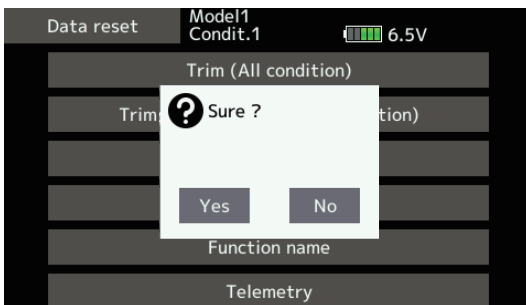 Data reset
Model1
Condit.1
6.5V
Trim (All condition)
Trim
tion)
Sure ?
Yes
No
Function name
Telemetry